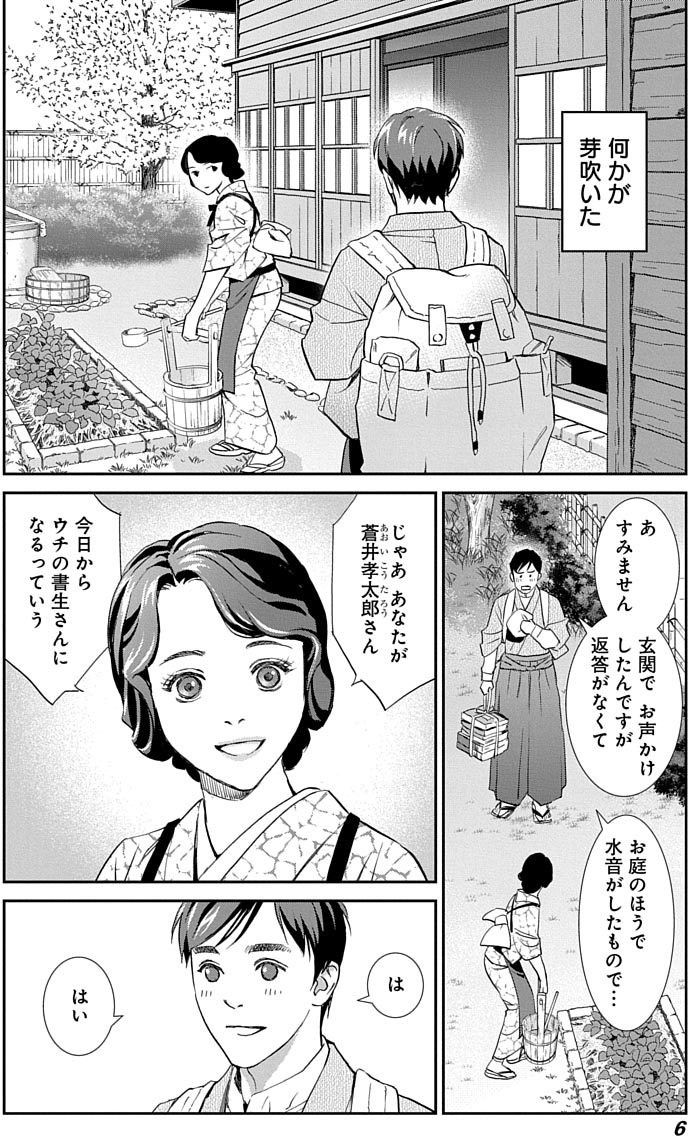 何かが
芽吹いた
あ
すみません
玄関で お声かけ
したんですが
返答がなくて
お庭のほうで
水音がしたもので…
じゃあ あなたが
蒼井孝太郎さん
あおいこうたろう
今日から
ウチの書生さんに
なるっていう
は
はい
6